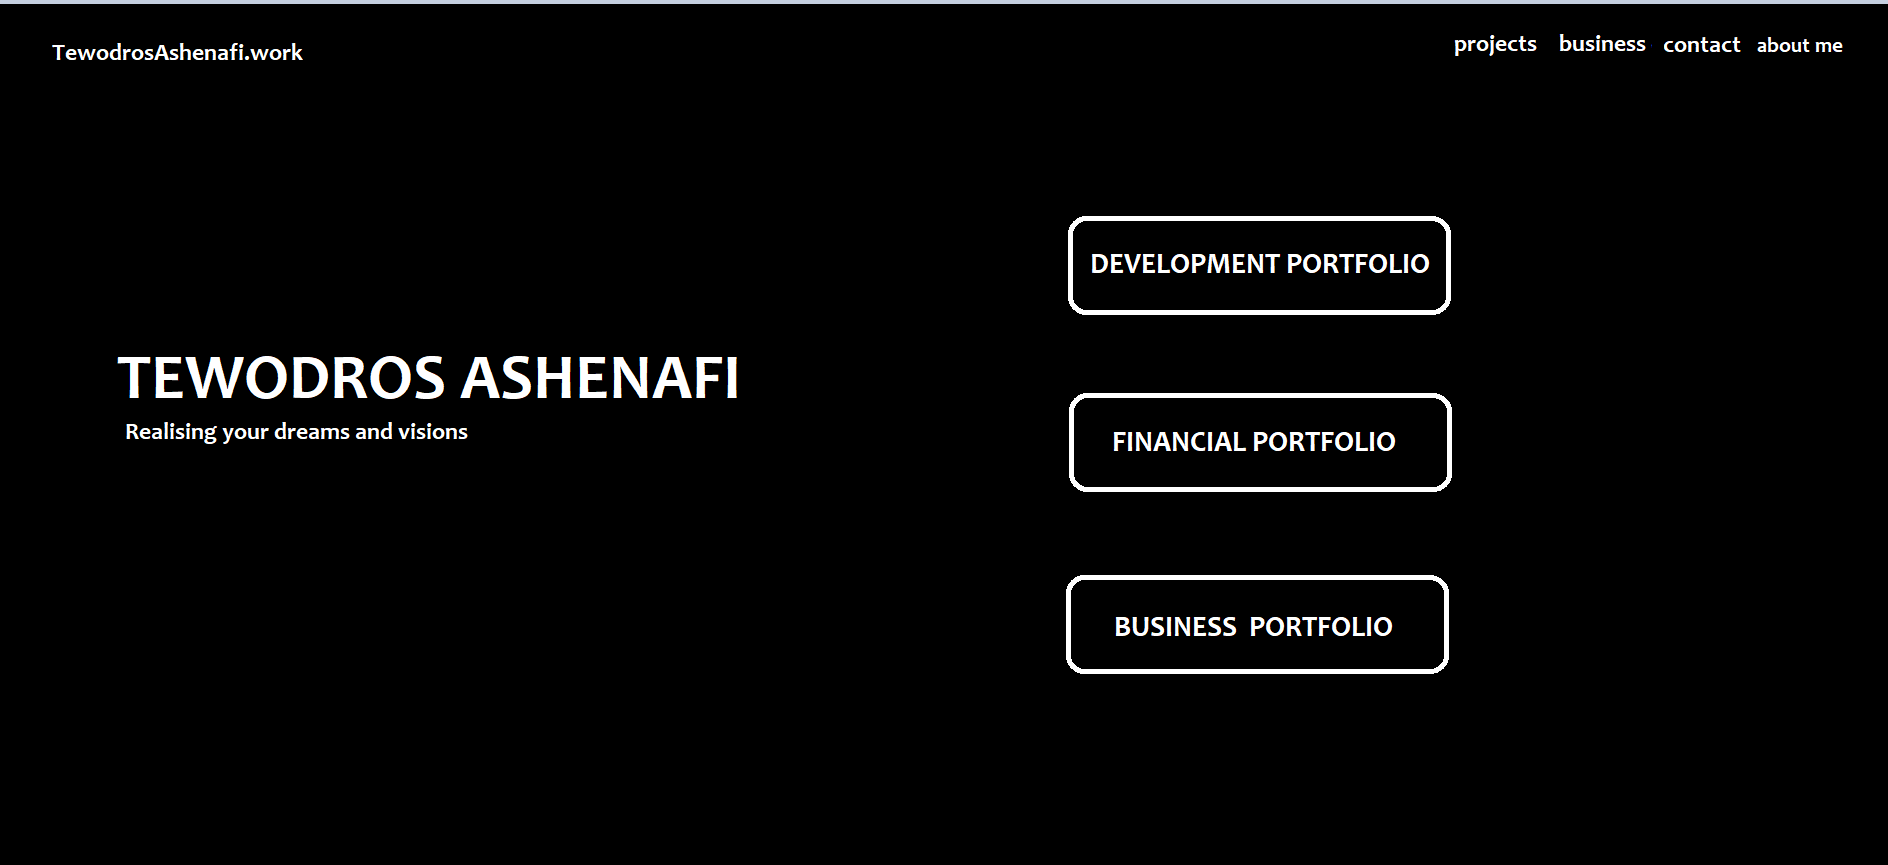 TewodrosAshenafi.work
projects business contact about me
DEVELOPMENT PORTFOLIO
TEWODROS ASHENAFI
Realising your dreams and visions
FINANCIAL PORTFOLIO
BUSINESS PORTFOLIO